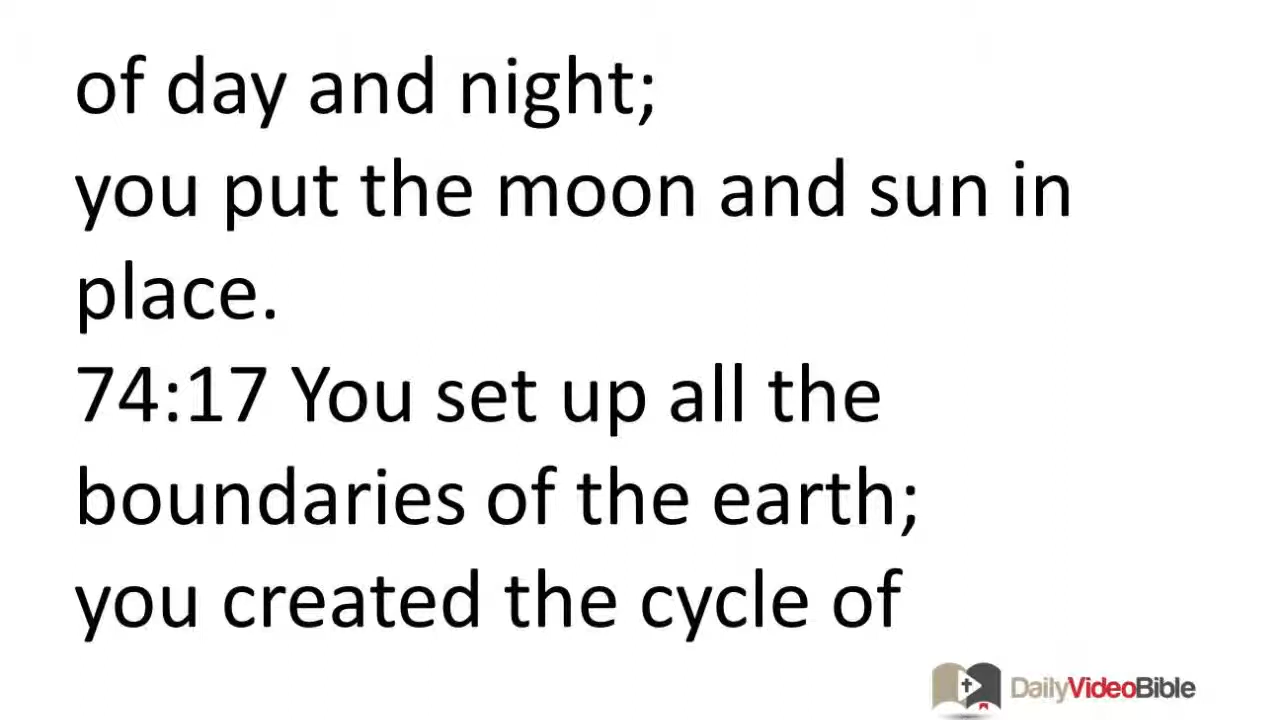 of day and night;
you put the moon and sun in
place.
74:17 You set up all the
boundaries of the earth;
you created the cycle of
DailyVideoBible